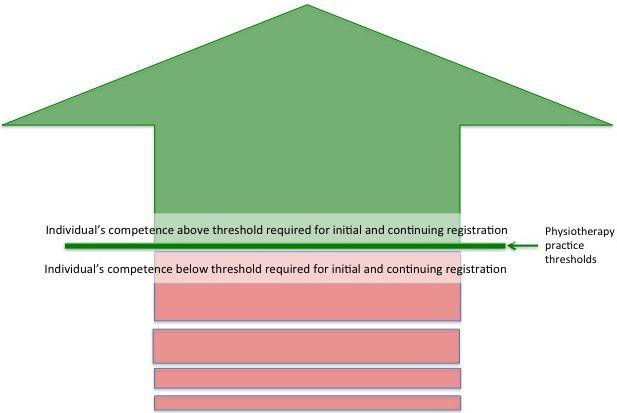 Individual’s competence above threshold required for initial and continuing registration
Physiotherapy
practice
thresholds
Individual’s competence below threshold required for initial and continuing registration